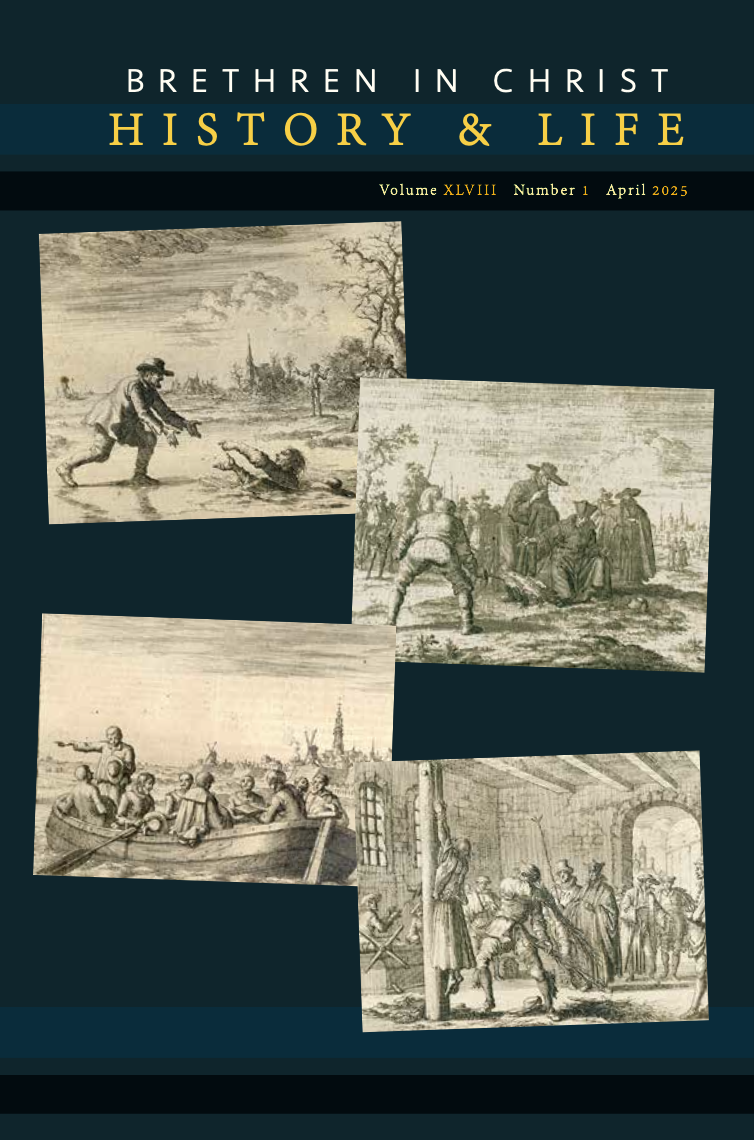 BRETHREN IN CHRIST
HISTORY & LIFE
Volume XLVIII Number 1 April 2025